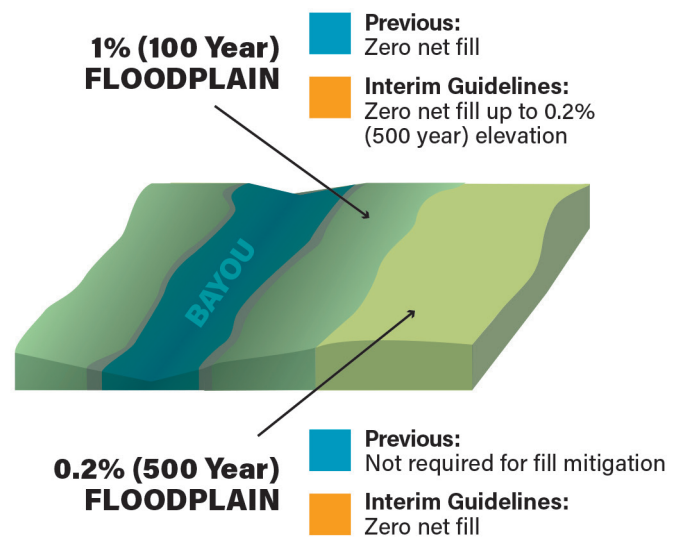 1% (100 Year)
FLOODPLAIN
Previous:
Zero net fill
Interim Guidelines:
Zero net fill up to 0.2%
(500 year) elevation
BAYOU
0.2% (500 Year)
FLOODPLAIN
Previous:
Not required for fill mitigation
Interim Guidelines:
Zero net fill